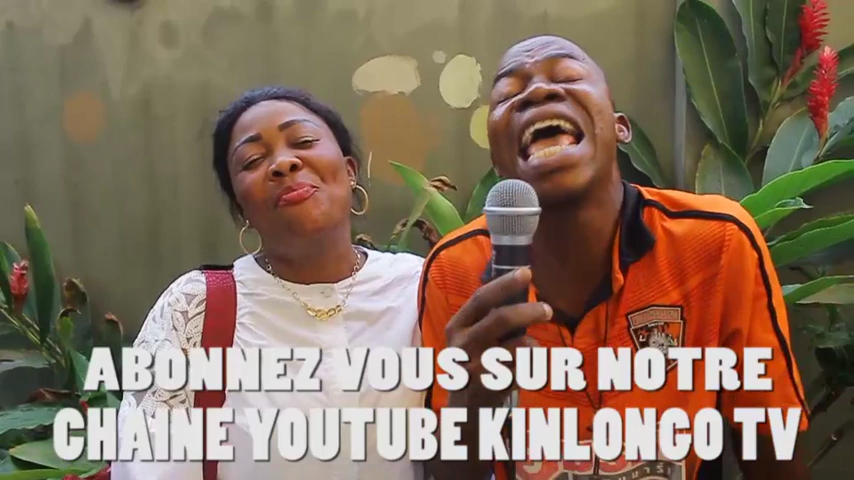 ABONNEZ VOUS SUR NOTRE
CHAINE YOUTUBE KINLONGO TV